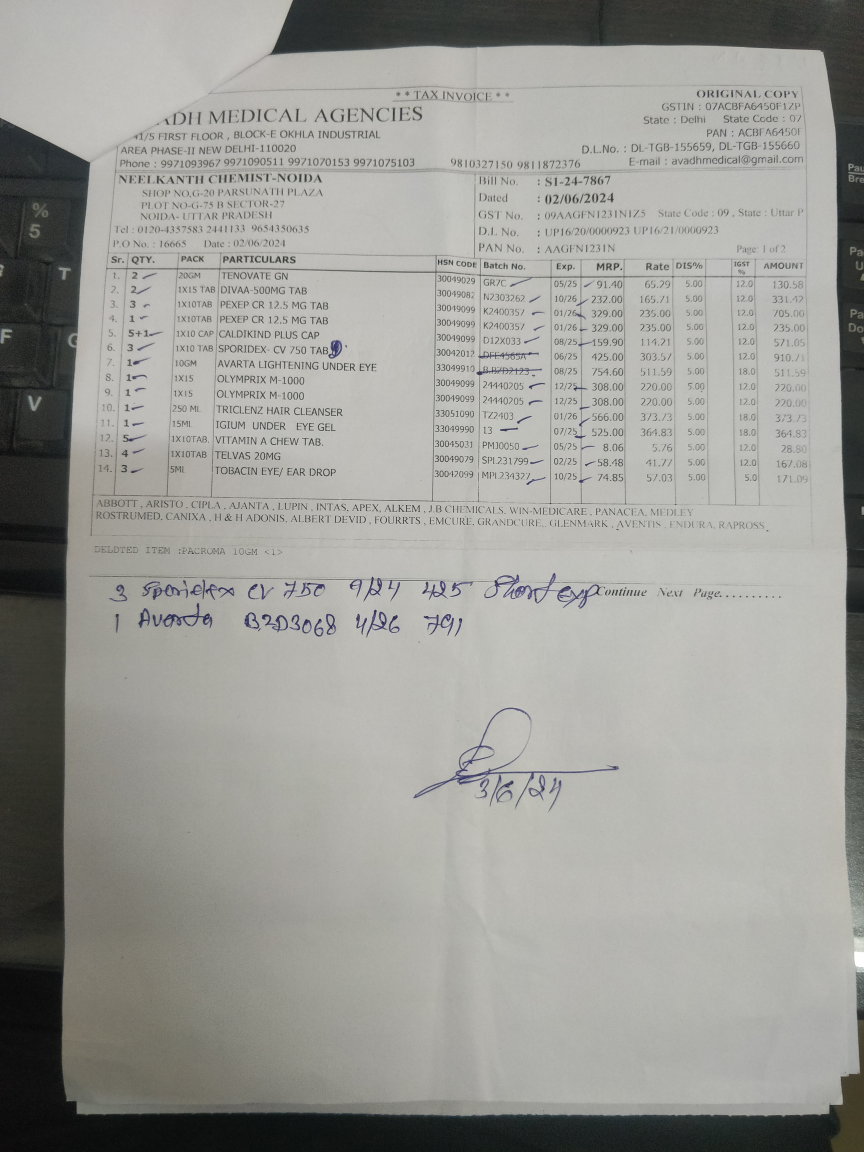 * * TAX INVOICE * *
ORIGINAL COPY
DH MEDICAL AGENCIES
GSTIN : 07ACBFA6450F1ZP
41/5 FIRST FLOOR , BLOCK-E OKHLA INDUSTRIAL
State : Delhi State Code : 07
AREA PHASE-II NEW DELHI-110020
PAN : ACBFA6450F
D.L.No. : DL-TGB-155659, DL-TGB-155660
Phone : 9971093967 9971090511 9971070153 9971075103 9810327150 9811872376 E-mail : avadhmedical@gmail.com
NEELKANTH CHEMIST-NOIDA
SHOP NO,G-20 PARSUNATH PLAZA
PLOT NO-G-75 B SECTOR-27
NOIDA- UTTAR PRADESH
Tel : 0120-4357583 2441133 9654350635
P.O No. : 16665 Date : 02/06/2024
Bill No. : S1-24-7867
Dated : 02/06/2024
GST No. : 09AAGFN1231N1Z5 State Code : 09 , State : Uttar P
D.L No. : UP16/20/0000923 UP16/21/0000923
PAN No. : AAGFN1231N Page: 1 of 2
Sr. QTY. PACK PARTICULARS HSN CODE Batch No. Exp. MRP. Rate DIS% IGST % AMOUNT
1. 2 20GM TENOVATE GN 30049029 GR7C 05/25 91.40 65.29 5.00 12.0 130.58
2. 2 1X15 TAB DIVAA-500MG TAB 30049082 N2303262 10/26 232.00 165.71 5.00 12.0 331.42
3. 3 1X10TAB PEXEP CR 12.5 MG TAB 30049099 K2400357 01/26 329.00 235.00 5.00 12.0 705.00
4. 1 1X10TAB PEXEP CR 12.5 MG TAB 30049099 K2400357 01/26 329.00 235.00 5.00 12.0 235.00
5. 5+1 1X10 CAP CALDIKIND PLUS CAP 30049099 D12X033 08/25 159.90 114.21 5.00 12.0 571.05
6. 3 1X10 TAB SPORIDEX- CV 750 TAB 30042012 DFE4565A 06/25 425.00 303.57 5.00 12.0 910.71
7. 1 10GM AVARTA LIGHTENING UNDER EYE 33049910 B.BZD2123 08/25 754.60 511.59 5.00 18.0 511.59
8. 1 1X15 OLYMPRIX M-1000 30049099 24440205 12/25 308.00 220.00 5.00 12.0 220.00
9. 1 1X15 OLYMPRIX M-1000 30049099 24440205 12/25 308.00 220.00 5.00 12.0 220.00
10. 1 250 ML TRICLENZ HAIR CLEANSER 33051090 TZ2403 01/26 566.00 373.73 5.00 18.0 373.73
11. 1 15ML IGIUM UNDER EYE GEL 33049990 13 07/25 525.00 364.83 5.00 18.0 364.83
12. 5 1X10TAB. VITAMIN A CHEW TAB. 30045031 PMJ0050 05/25 8.06 5.76 5.00 12.0 28.80
13. 4 1X10TAB TELVAS 20MG 30049079 SPL231799 02/25 58.48 41.77 5.00 12.0 167.08
14. 3 5ML TOBACIN EYE/ EAR DROP 30042099 MPL234327 10/25 74.85 57.03 5.00 5.0 171.09
ABBOTT , ARISTO , CIPLA , AJANTA , LUPIN , INTAS, APEX, ALKEM , J.B CHEMICALS, WIN-MEDICARE , PANACEA, MEDLEY
ROSTRUMED, CANIXA , H & H ADONIS, ALBERT DEVID , FOURRTS , EMCURE, GRANDCURE,, GLENMARK , AVENTIS , ENDURA, RAPROSS,
DELDTED ITEM :PACROMA 10GM <1>
Continue Next Page.........
3 Sporidex CV 750 9/24 425 Short exp
1 Avarta BZD3068 4/26 791
3/6/24